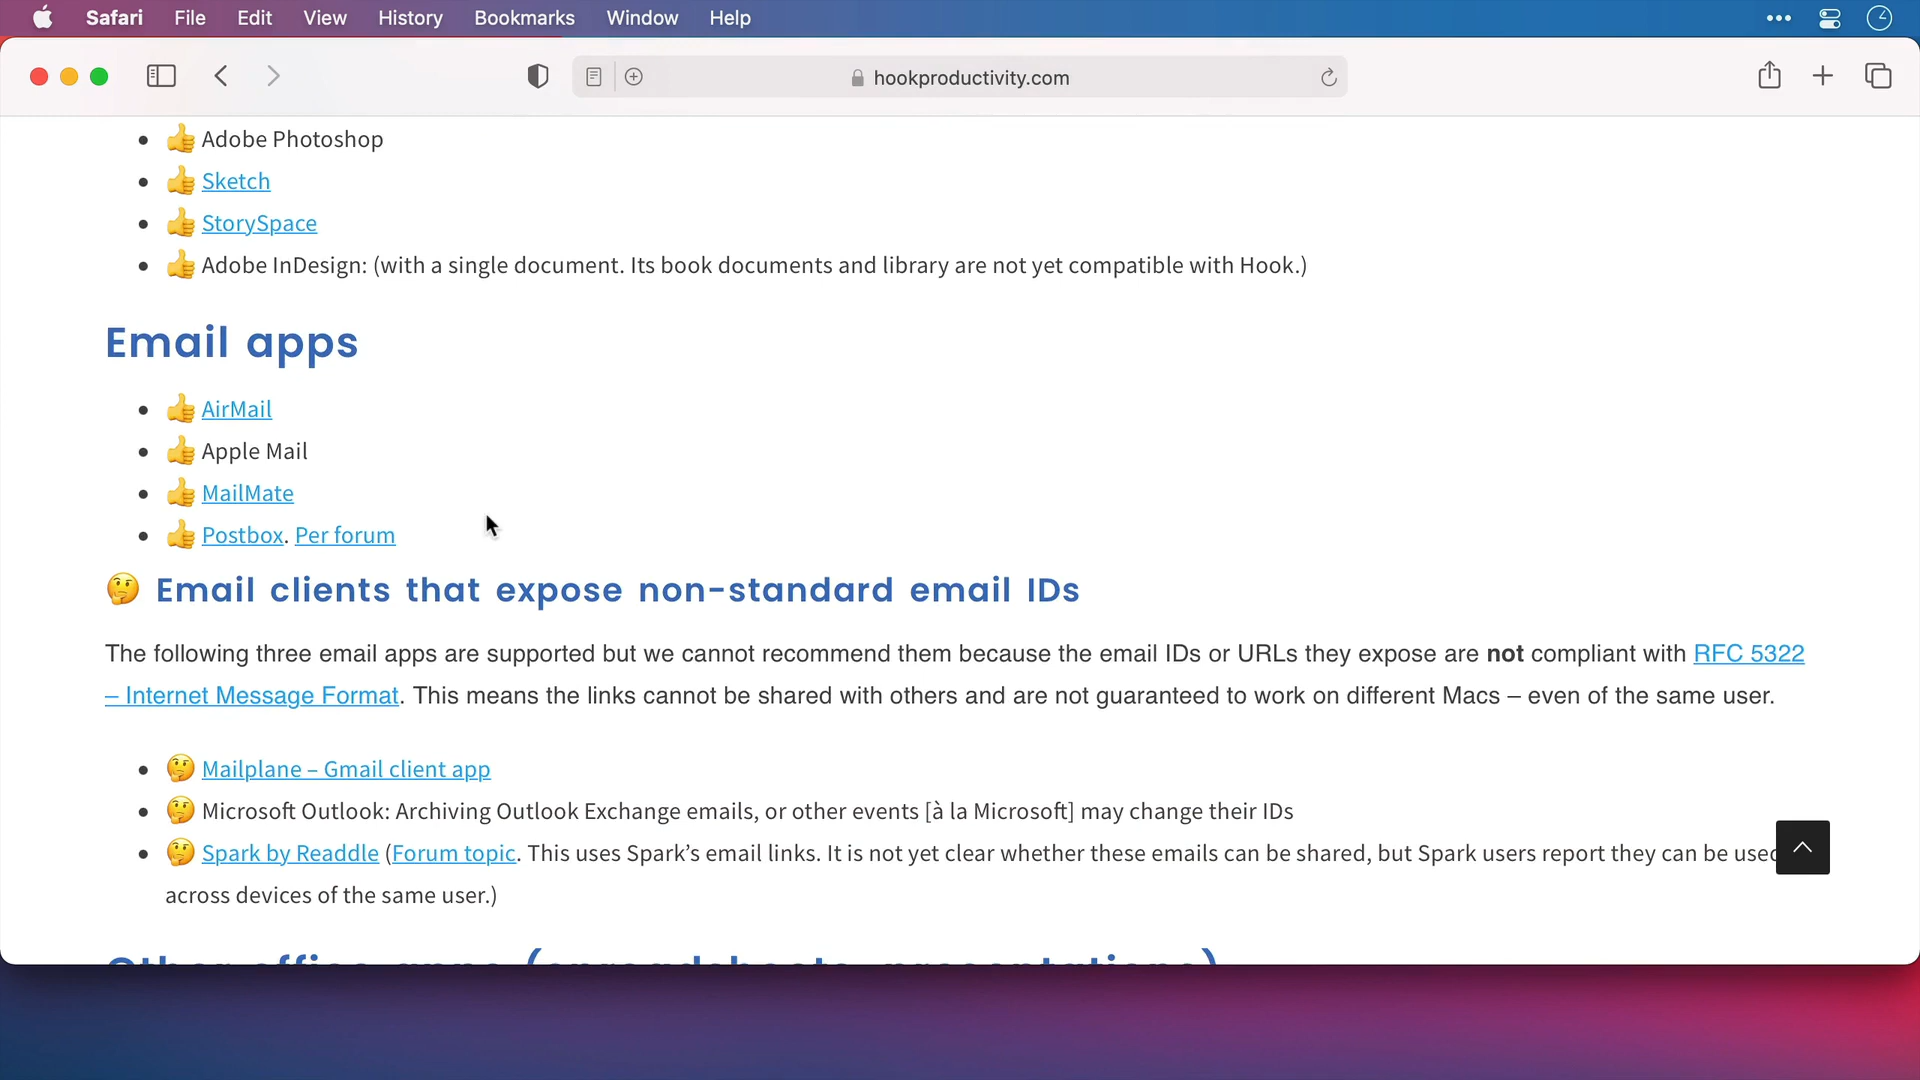 Safari File Edit View History Bookmarks Window Help
hookproductivity.com
• 👍 Adobe Photoshop
• 👍 Sketch
• 👍 StorySpace
• 👍 Adobe InDesign: (with a single document. Its book documents and library are not yet compatible with Hook.)
Email apps
• 👍 AirMail
• 👍 Apple Mail
• 👍 MailMate
• 👍 Postbox. Per forum
🤔 Email clients that expose non-standard email IDs
The following three email apps are supported but we cannot recommend them because the email IDs or URLs they expose are not compliant with RFC 5322
– Internet Message Format. This means the links cannot be shared with others and are not guaranteed to work on different Macs – even of the same user.
• 🤔 Mailplane – Gmail client app
• 🤔 Microsoft Outlook: Archiving Outlook Exchange emails, or other events [à la Microsoft] may change their IDs
• 🤔 Spark by Readdle (Forum topic. This uses Spark's email links. It is not yet clear whether these emails can be shared, but Spark users report they can be used
across devices of the same user.)
Other office apps (spreadsheets, presentations)